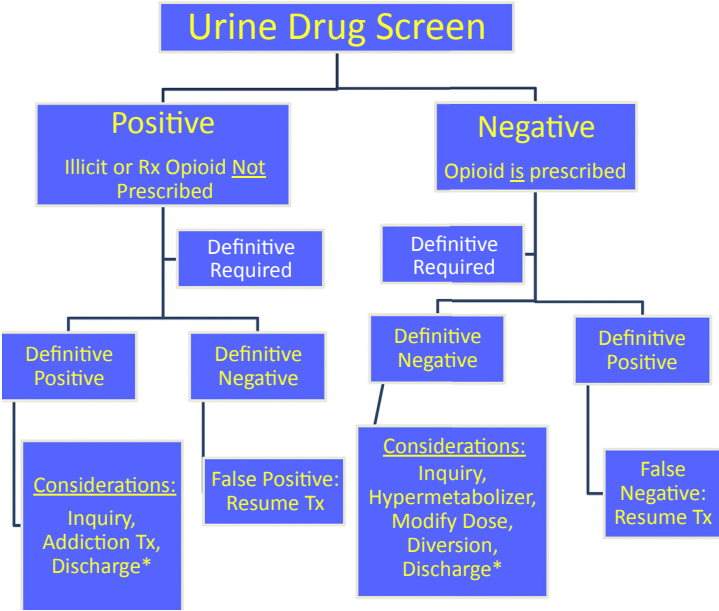 Urine Drug Screen
Positive
Illicit or Rx Opioid Not
Prescribed
Negative
Opioid is prescribed
Definitive
Required
Definitive
Required
Definitive
Positive
Definitive
Negative
Definitive
Negative
Definitive
Positive
Considerations:
Inquiry,
Addiction Tx,
Discharge*
False Positive:
Resume Tx
Considerations:
Inquiry,
Hypermetabolizer,
Modify Dose,
Diversion,
Discharge*
False
Negative:
Resume Tx